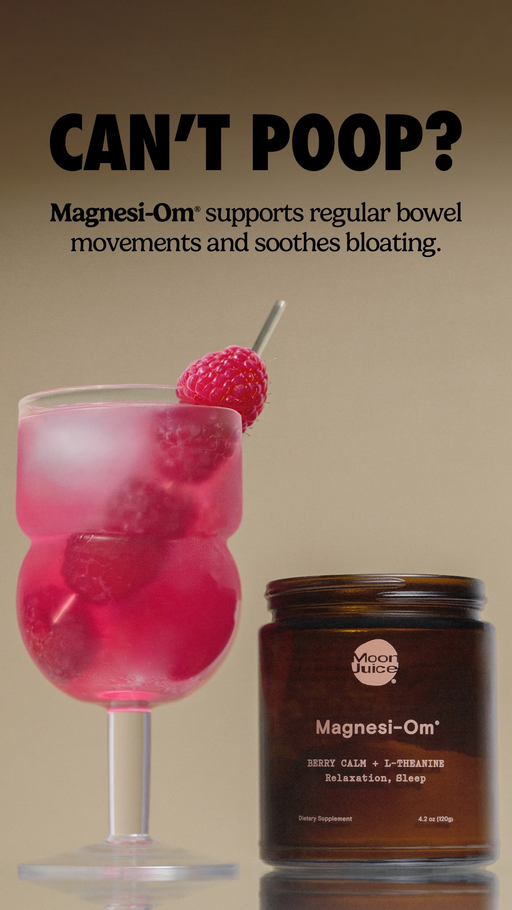 CAN'T POOP?
Magnesi-Om® supports regular bowel
movements and soothes bloating.
Moon
Juice
Magnesi-Om®
BERRY CALM + L-THEANINE
Relaxation, Sleep
Dietary Supplement 4.2 oz (120g)